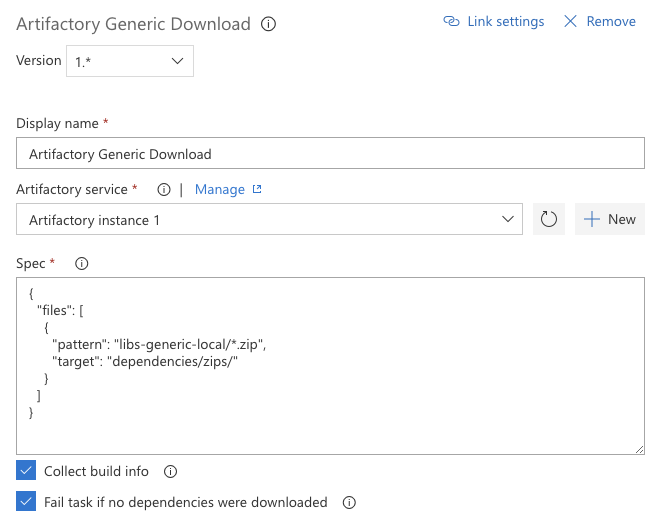 Artifactory Generic Download
Link settings
Remove
Version 1.*
Display name *
Artifactory Generic Download
Artifactory service * | Manage
Artifactory instance 1
New
Spec *
{
"files": [
{
"pattern": "libs-generic-local/*.zip",
"target": "dependencies/zips/"
}
]
}
Collect build info
Fail task if no dependencies were downloaded